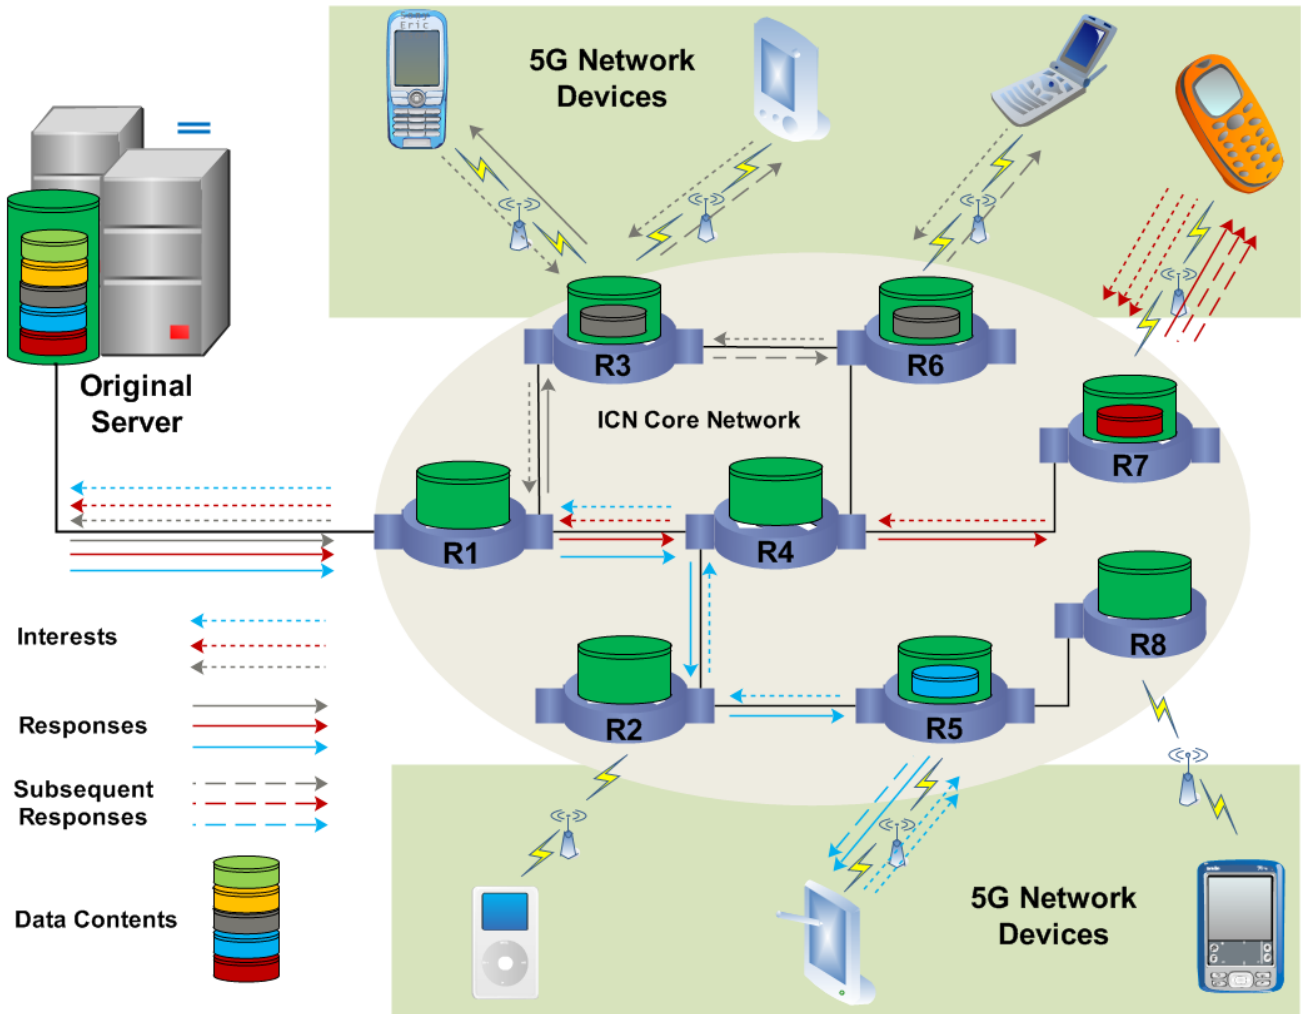 Eric
5G Network
Devices
Original
Server
R3
R6
ICN Core Network
R7
R1
R4
R8
Interests
R2
R5
Responses
Subsequent
Responses
Data Contents
5G Network
Devices